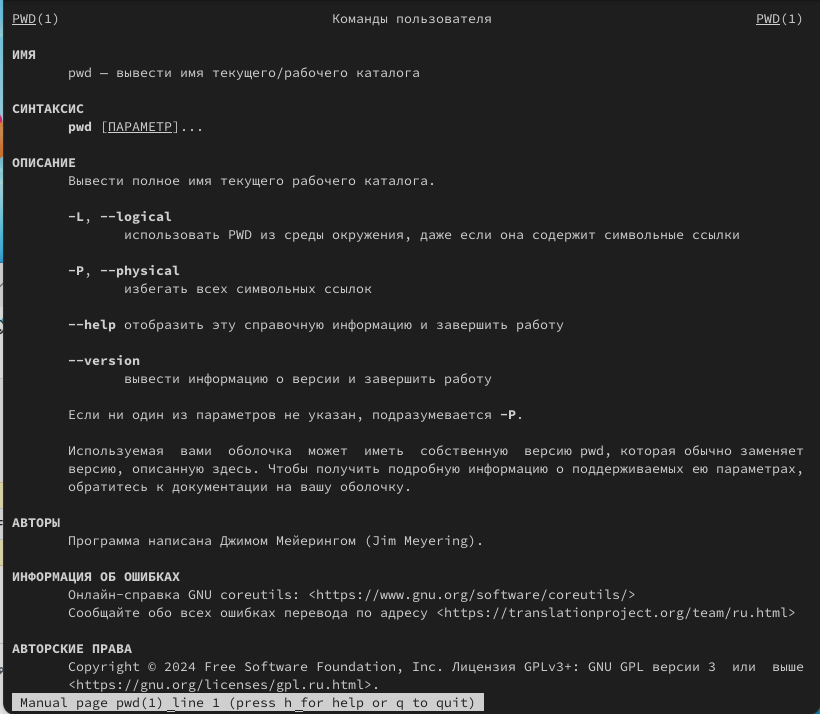 PWD(1) Команды пользователя PWD(1)
ИМЯ
pwd — вывести имя текущего/рабочего каталога
СИНТАКСИС
pwd [ПАРАМЕТР]...
ОПИСАНИЕ
Вывести полное имя текущего рабочего каталога.
-L, --logical
использовать PWD из среды окружения, даже если она содержит символьные ссылки
-P, --physical
избегать всех символьных ссылок
--help отобразить эту справочную информацию и завершить работу
--version
вывести информацию о версии и завершить работу
Если ни один из параметров не указан, подразумевается -P.
Используемая вами оболочка может иметь собственную версию pwd, которая обычно заменяет
версию, описанную здесь. Чтобы получить подробную информацию о поддерживаемых ею параметрах,
обратитесь к документации на вашу оболочку.
АВТОРЫ
Программа написана Джимом Мейерингом (Jim Meyering).
ИНФОРМАЦИЯ ОБ ОШИБКАХ
Онлайн-справка GNU coreutils: <https://www.gnu.org/software/coreutils/>
Сообщайте обо всех ошибках перевода по адресу <https://translationproject.org/team/ru.html>
АВТОРСКИЕ ПРАВА
Copyright © 2024 Free Software Foundation, Inc. Лицензия GPLv3+: GNU GPL версии 3 или выше
<https://gnu.org/licenses/gpl.ru.html>.
Manual page pwd(1) line 1 (press h for help or q to quit)